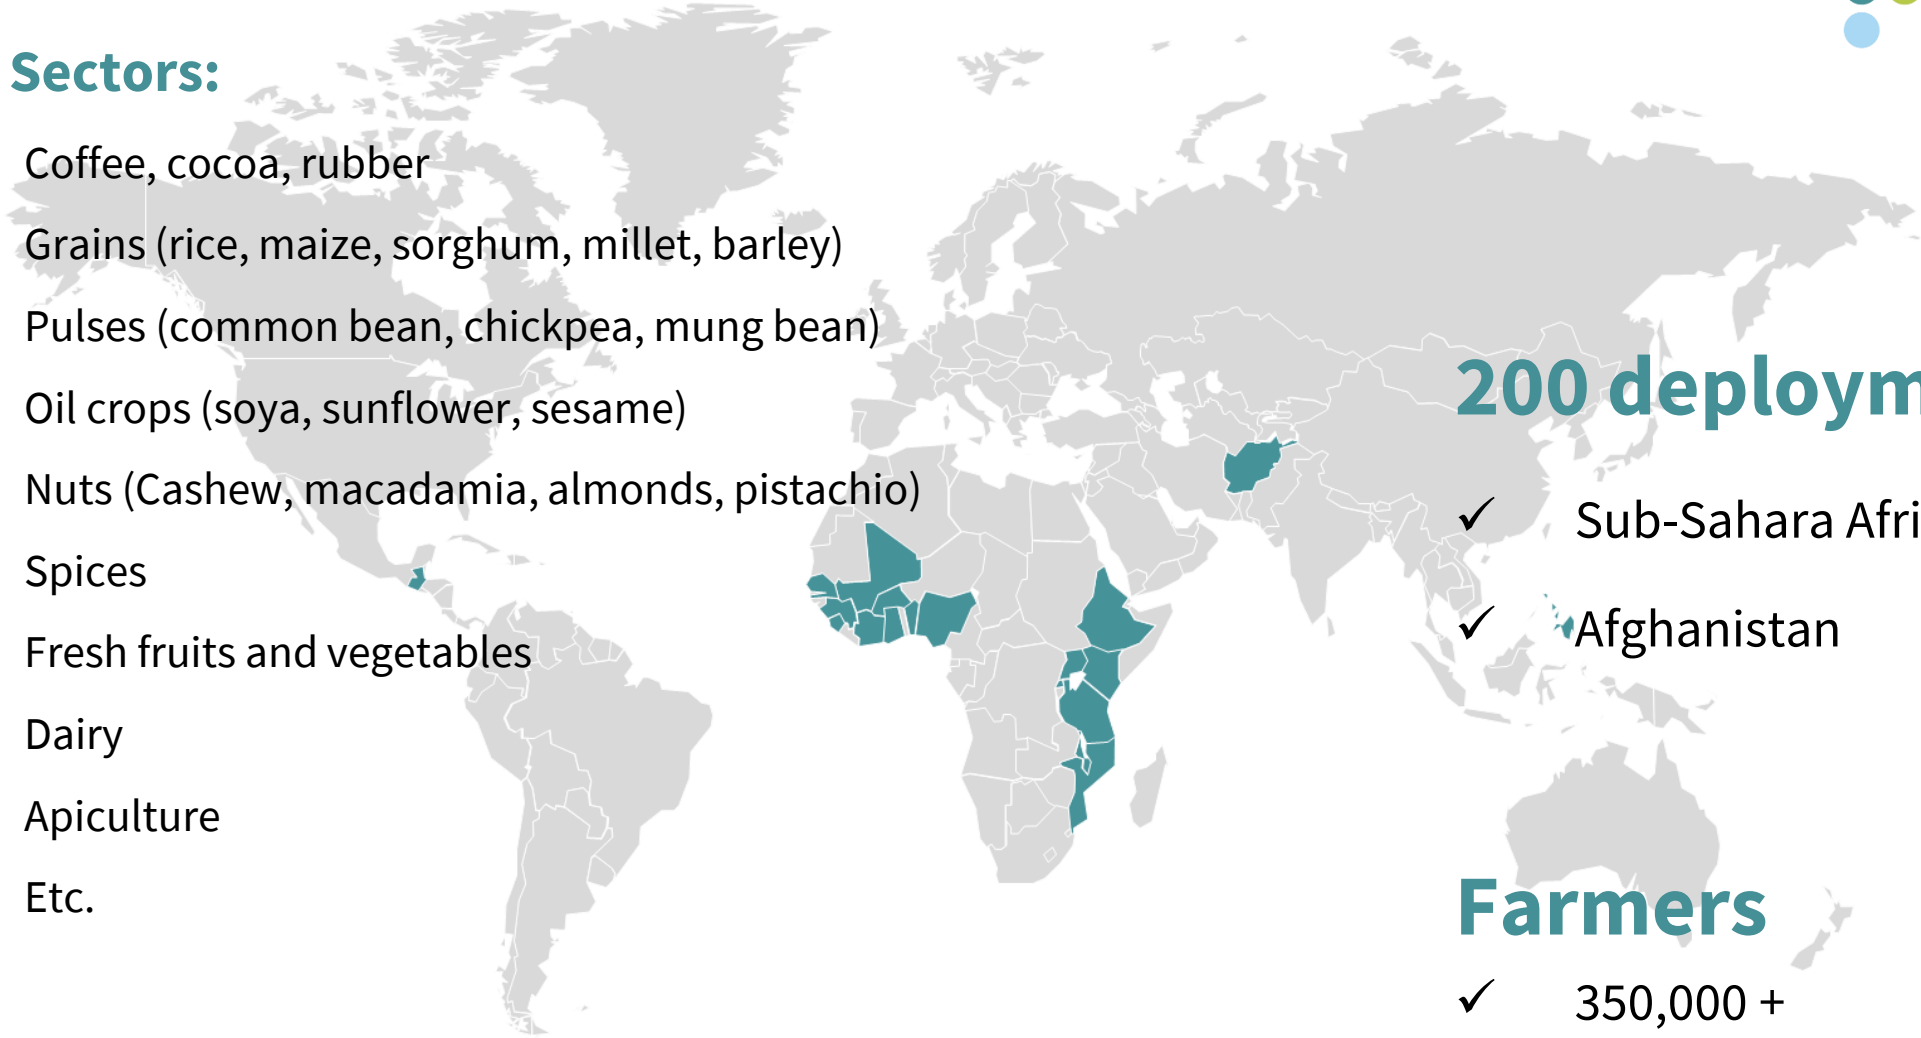 Sectors:
Coffee, cocoa, rubber
Grains (rice, maize, sorghum, millet, barley)
Pulses (common bean, chickpea, mung bean)
Oil crops (soya, sunflower, sesame)
Nuts (Cashew, macadamia, almonds, pistachio)
Spices
Fresh fruits and vegetables
Dairy
Apiculture
Etc.
200 deploym
✓ Sub-Sahara Afri
✓ Afghanistan
Farmers
✓ 350,000 +